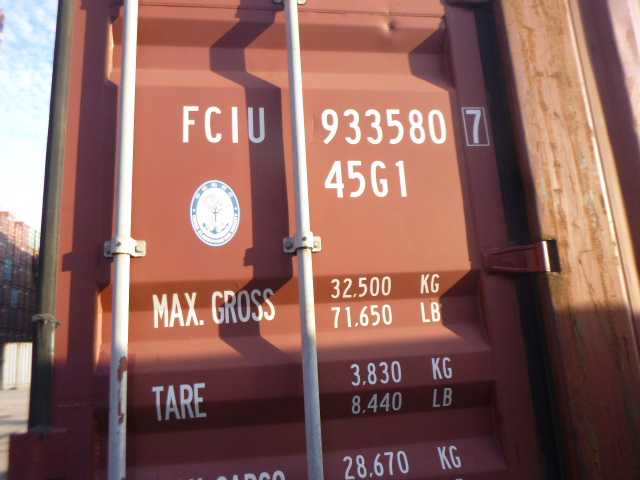 FCIU 933580 7
45G1
MAX. GROSS 32,500 KG
71,650 LB
TARE 3,830 KG
8,440 LB
CARGO 28,670 KG